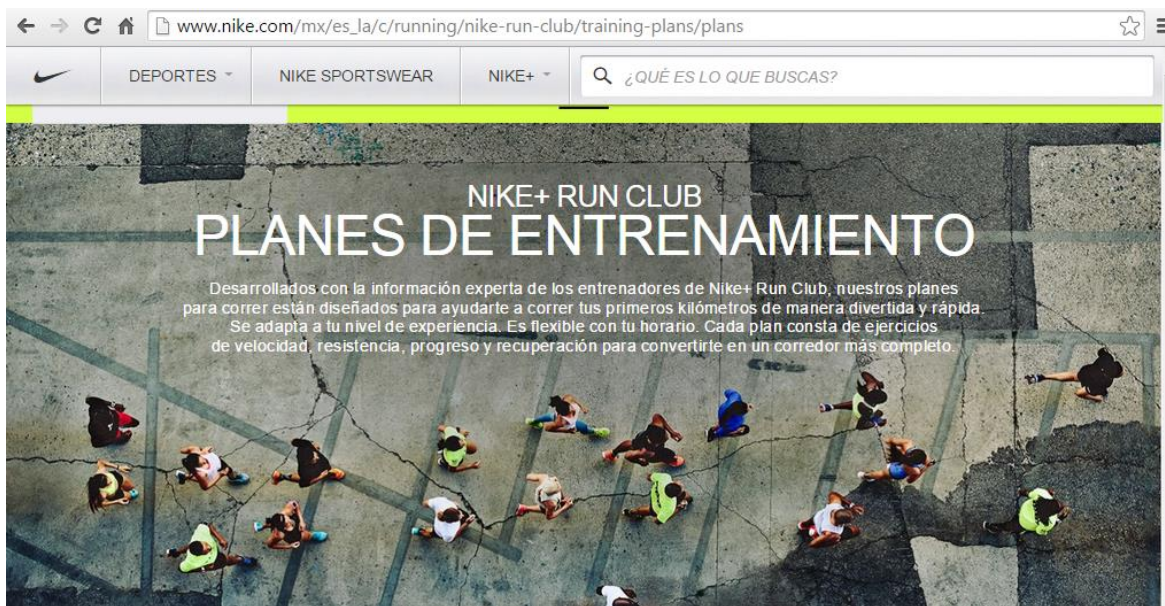 www.nike.com/mx/es_la/c/running/nike-run-club/training-plans/plans
DEPORTES NIKE SPORTSWEAR NIKE+ ¿QUÉ ES LO QUE BUSCAS?
NIKE+ RUN CLUB
PLANES DE ENTRENAMIENTO
Desarrollados con la información experta de los entrenadores de Nike+ Run Club, nuestros planes
para correr están diseñados para ayudarte a correr tus primeros kilómetros de manera divertida y rápida.
Se adapta a tu nivel de experiencia. Es flexible con tu horario. Cada plan consta de ejercicios
de velocidad, resistencia, progreso y recuperación para convertirte en un corredor más completo.